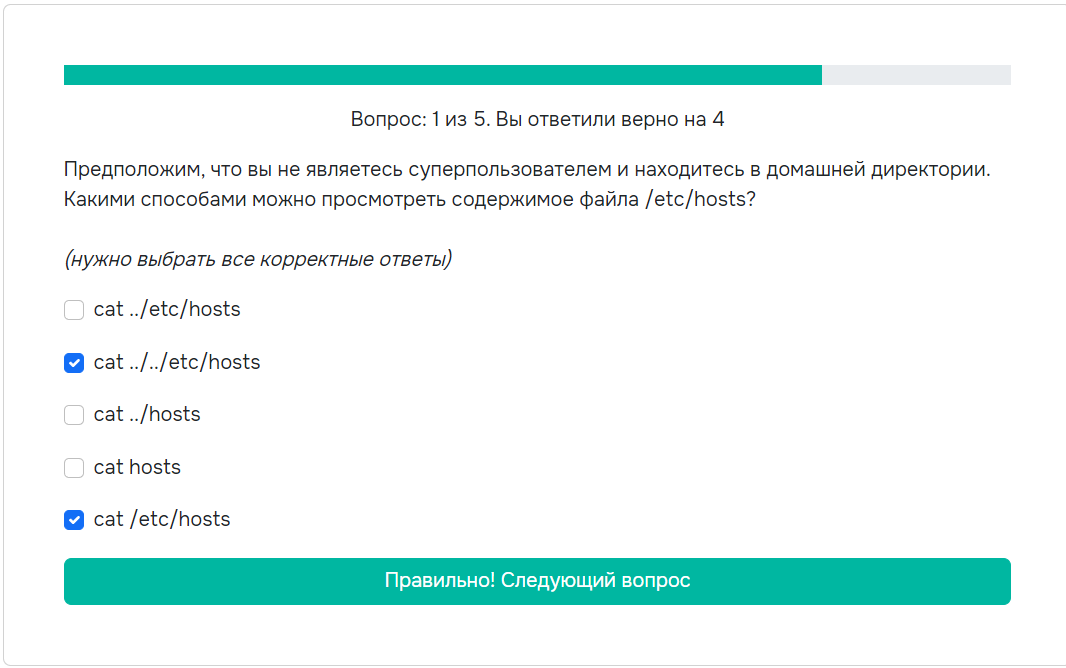 Вопрос: 1 из 5. Вы ответили верно на 4
Предположим, что вы не являетесь суперпользователем и находитесь в домашней директории.
Какими способами можно просмотреть содержимое файла /etc/hosts?
(нужно выбрать все корректные ответы)
cat ../etc/hosts
cat ../../etc/hosts
cat ../hosts
cat hosts
cat /etc/hosts
Правильно! Следующий вопрос